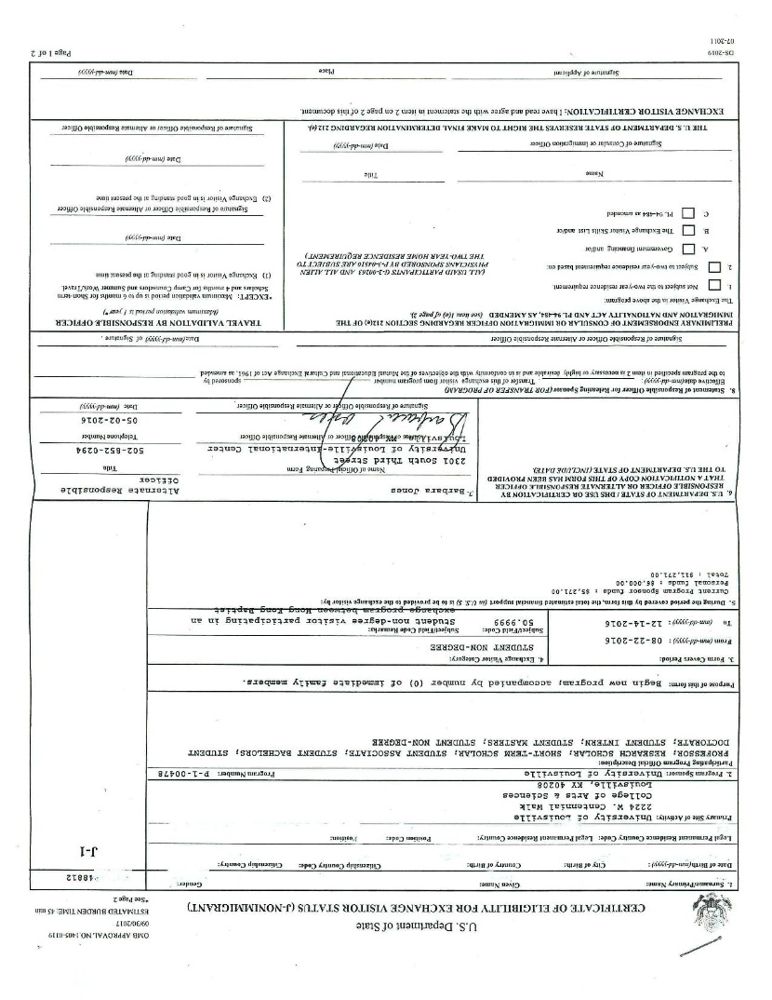 U.S. Department of State
CERTIFICATE OF ELIGIBILITY FOR EXCHANGE VISITOR STATUS (J-NONIMMIGRANT)
OMB APPROVAL NO. 1405-0119
09/30/2017
ESTIMATED BURDEN TIME: 45 min
*See Page 2
1. Surname/Primary Name: Given Name: Gender:
48812
Date of Birth(mm-dd-yyyy): City of Birth: Country of Birth: Citizenship Country Code: Citizenship Country:
J-1
Legal Permanent Residence Country Code: Legal Permanent Residence Country: Position Code: Position:
Primary Site of Activity: University of Louisville
2224 W. Centennial Walk
College of Arts & Sciences
Louisville, KY 40208
2. Program Sponsor: University of Louisville Program Number: P-1-00478
Participating Program Official Description:
PROFESSOR; RESEARCH SCHOLAR; SHORT-TERM SCHOLAR; STUDENT ASSOCIATE; STUDENT BACHELORS; STUDENT
DOCTORATE; STUDENT INTERN; STUDENT MASTERS; STUDENT NON-DEGREE
Purpose of this form: Begin new program; accompanied by number (0) of immediate family members.
3. Form Covers Period:
From (mm-dd-yyyy): 08-22-2016
To (mm-dd-yyyy): 12-14-2016
4. Exchange Visitor Category:
STUDENT NON-DEGREE
Subject/Field Code: Subject/Field Code Remarks:
50.9999 Student non-degree visitor participating in an
exchange program between Hong Kong Baptist
5. During the period covered by this form, the total estimated financial support (in U.S. $) is to be provided to the exchange visitor by:
Current Program Sponsor funds : $5,271.00
Personal funds : $6,000.00
Total : $11,271.00
6. U.S. DEPARTMENT OF STATE / DHS USE OR CERTIFICATION BY
RESPONSIBLE OFFICER OR ALTERNATE RESPONSIBLE OFFICER
THAT A NOTIFICATION COPY OF THIS FORM HAS BEEN PROVIDED
TO THE U.S. DEPARTMENT OF STATE (INCLUDE DATE).
7. Barbara Jones
Name of Official Preparing Form
2301 South Third Street
University of Louisville-International Center
Louisville, KY 40208
Address of Responsible Officer or Alternate Responsible Officer
Signature of Responsible Officer or Alternate Responsible Officer
Alternate Responsible
Officer
Title
502-852-0294
Telephone Number
05-02-2016
Date (mm-dd-yyyy)
8. Statement of Responsible Officer for Releasing Sponsor (FOR TRANSFER OF PROGRAM)
Effective date(mm-dd-yyyy): . Transfer of this exchange visitor from program number sponsored by
to the program specified in item 2 is necessary or highly desirable and is in conformity with the objectives of the Mutual Educational and Cultural Exchange Act of 1961, as amended
Signature of Responsible Officer or Alternate Responsible Officer
Date(mm-dd-yyyy) of Signature.
PRELIMINARY ENDORSEMENT OF CONSULAR OR IMMIGRATION OFFICER REGARDING SECTION 212(e) OF THE
IMMIGRATION AND NATIONALITY ACT AND PL 94-484, AS AMENDED (see item 1(a) of page 2).
The Exchange Visitor in the above program:
1. Not subject to the two-year residence requirement.
2. Subject to two-year residence requirement based on:
A. Government financing and/or
B. The Exchange Visitor Skills List and/or
C. PL 94-484 as amended
(ALL USAID PARTICIPANTS G-2-00263 AND ALL ALIEN
PHYSICIANS SPONSORED BY P-3-04510 ARE SUBJECT TO
THE TWO-YEAR HOME RESIDENCE REQUIREMENT)
Name Title
Signature of Consular or Immigration Officer Date (mm-dd-yyyy)
THE U. S. DEPARTMENT OF STATE RESERVES THE RIGHT TO MAKE FINAL DETERMINATION REGARDING 212 (e).
TRAVEL VALIDATION BY RESPONSIBLE OFFICER
(Maximum validation period is 1 year*)
*EXCEPT: Maximum validation period is up to 6 months for Short-term
Scholars and 4 months for Camp Counselors and Summer Work/Travel.
(1) Exchange Visitor is in good standing at the present time
Date (mm-dd-yyyy)
Signature of Responsible Officer or Alternate Responsible Officer
(2) Exchange Visitor is in good standing at the present time
Date (mm-dd-yyyy)
Signature of Responsible Officer or Alternate Responsible Officer
EXCHANGE VISITOR CERTIFICATION: I have read and agree with the statement in item 2 on page 2 of this document.
Signature of Applicant Place Date (mm-dd-yyyy)
DS-2019
07-2011
Page 1 of 2